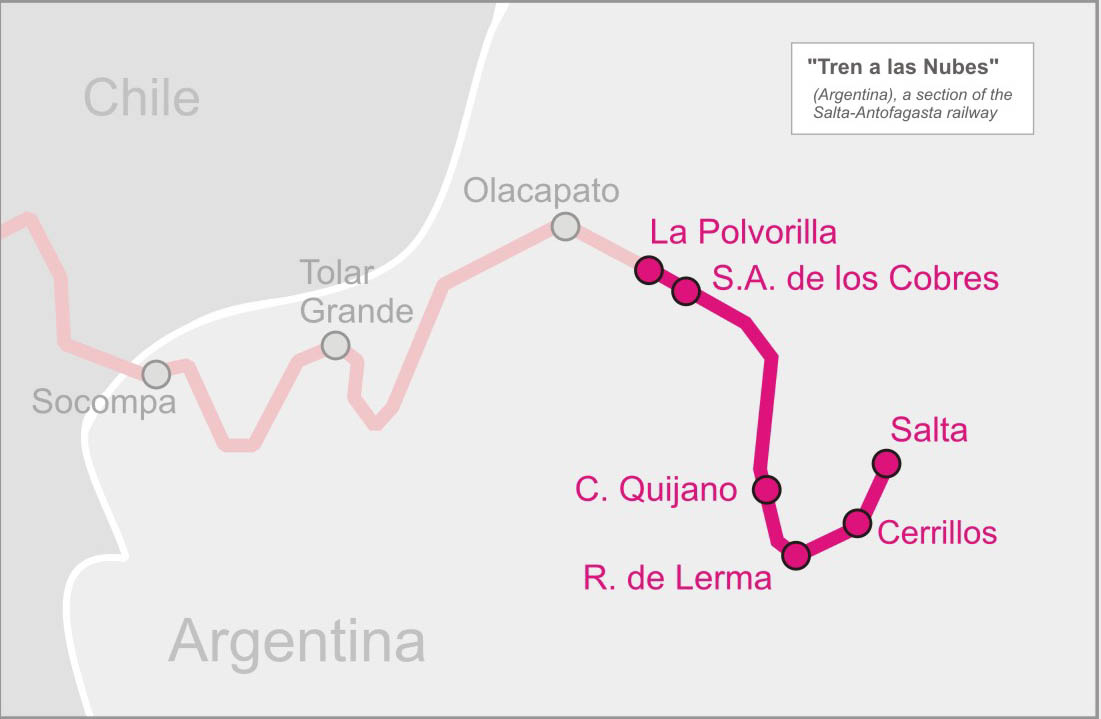 Chile
"Tren a las Nubes"
(Argentina), a section of the
Salta-Antofagasta railway
Olacapato
La Polvorilla
Tolar
Grande
S.A. de los Cobres
Socompa
Salta
C. Quijano
Cerrillos
R. de Lerma
Argentina